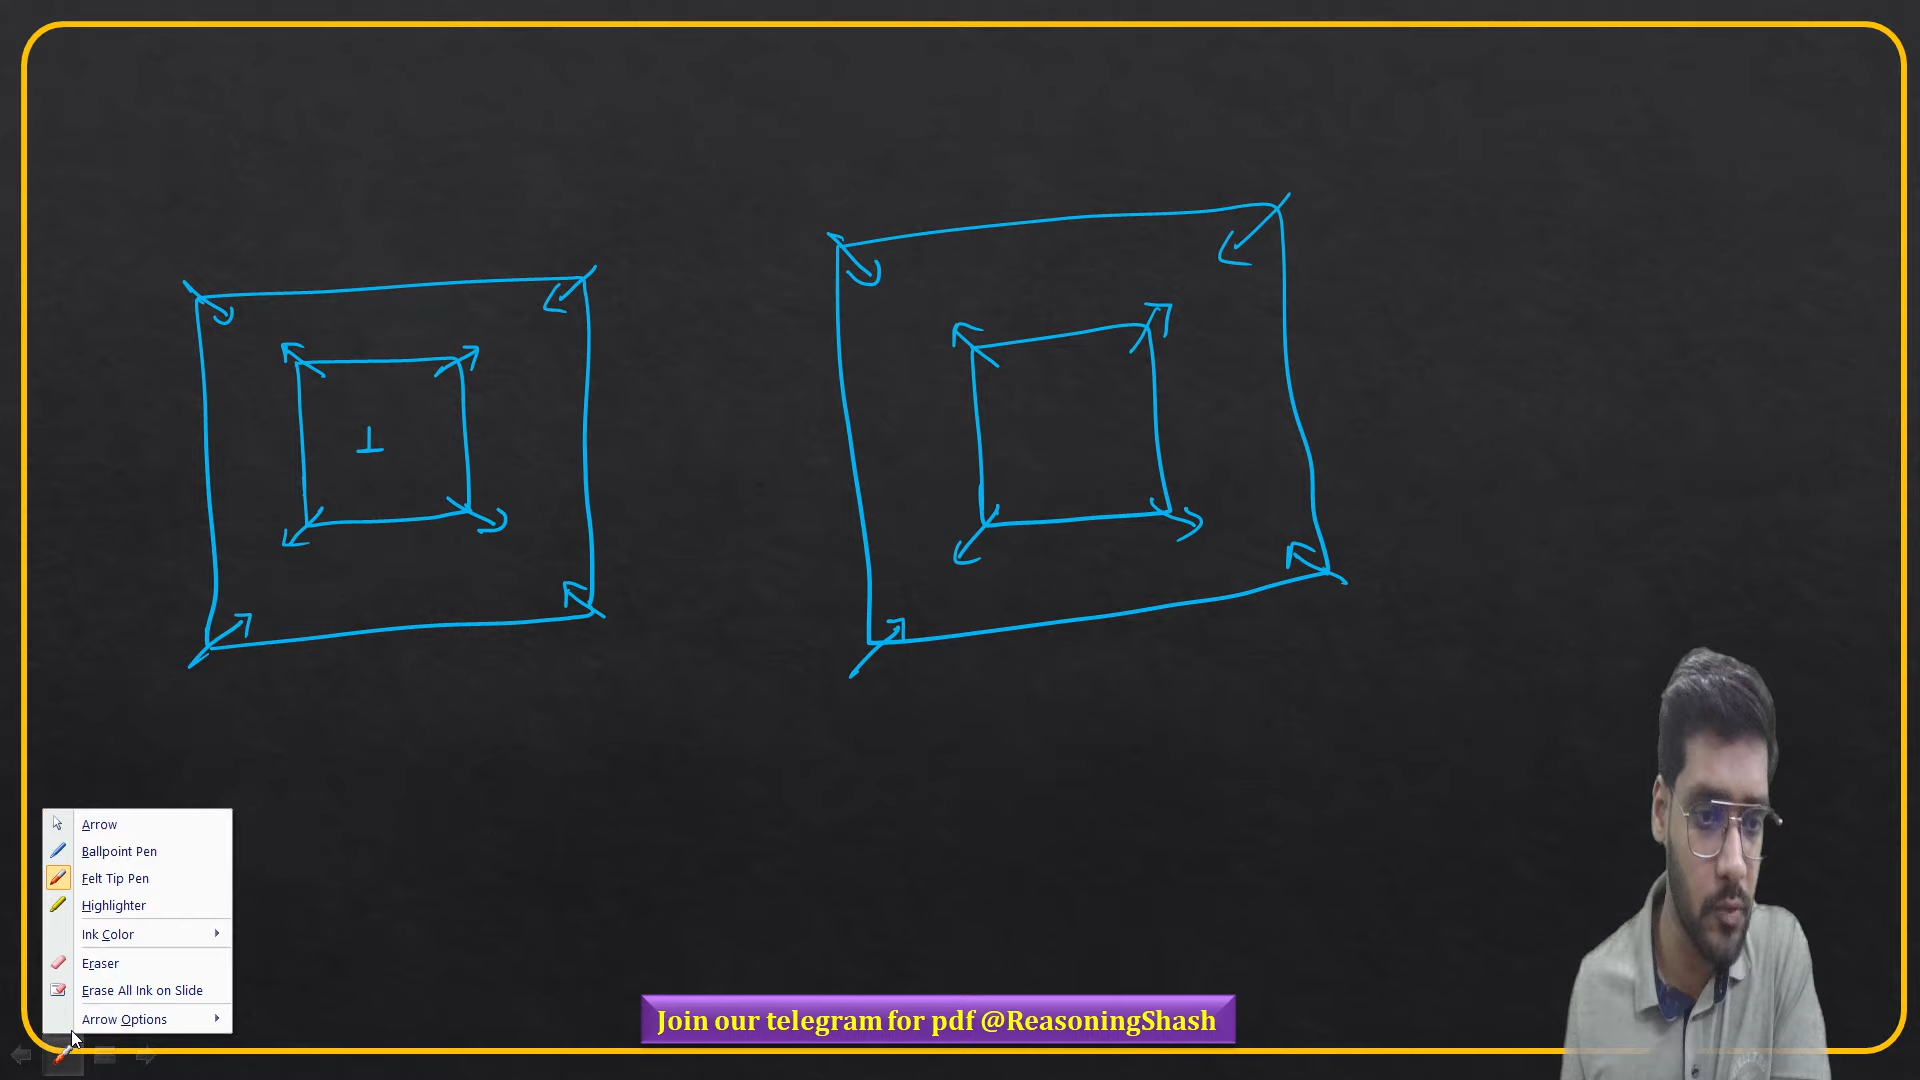 Arrow
Ballpoint Pen
Felt Tip Pen
Highlighter
Ink Color
Eraser
Erase All Ink on Slide
Arrow Options
Join our telegram for pdf @ReasoningShash